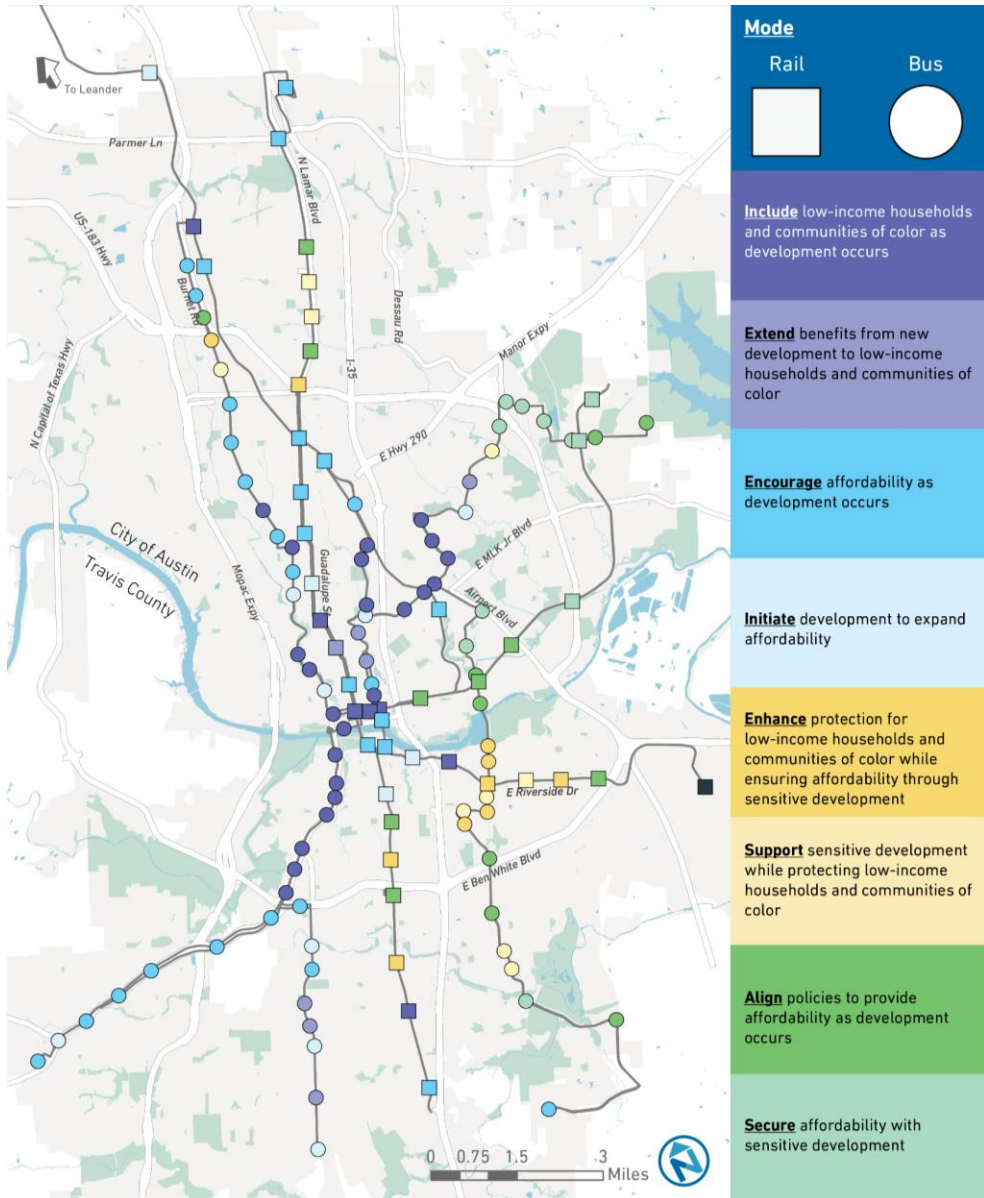 To Leander
Parmer Ln
N Lamar Blvd
US-183 Hwy
Burnet Rd
Dessau Rd
I-35
Manor Expy
N Capital of Texas Hwy
E Hwy 290
City of Austin
Travis County
Mopac Expy
Guadalupe St
E MLK Jr Blvd
Airport Blvd
E Riverside Dr
E Ben White Blvd
0 0.75 1.5 3
Miles
Mode
Rail Bus
Include low-income households
and communities of color as
development occurs
Extend benefits from new
development to low-income
households and communities of
color
Encourage affordability as
development occurs
Initiate development to expand
affordability
Enhance protection for
low-income households and
communities of color while
ensuring affordability through
sensitive development
Support sensitive development
while protecting low-income
households and communities of
color
Align policies to provide
affordability as development
occurs
Secure affordability with
sensitive development